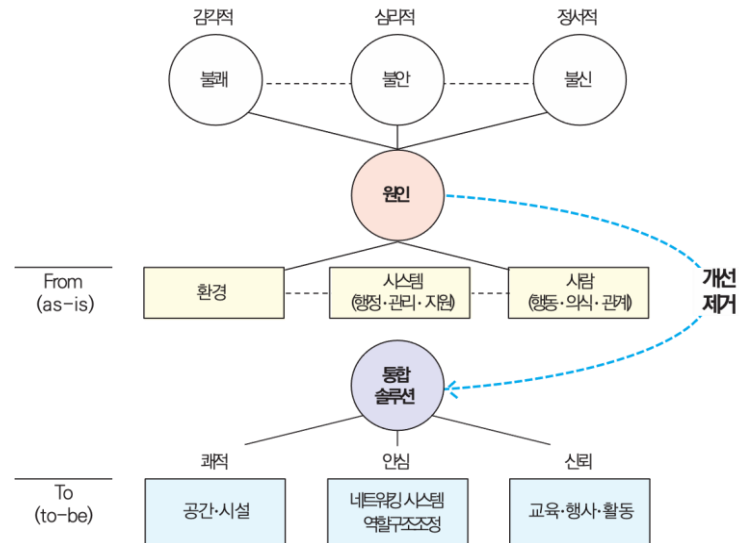 감각적
심리적
정서적
불쾌
불안
불신
원인
From
(as-is)
환경
시스템
(행정·관리·지원)
사람
(행동·의식·관계)
개선
제거
통합
솔루션
쾌적
안심
신뢰
To
(to-be)
공간·시설
네트워킹 시스템
역할구조조정
교육·행사·활동